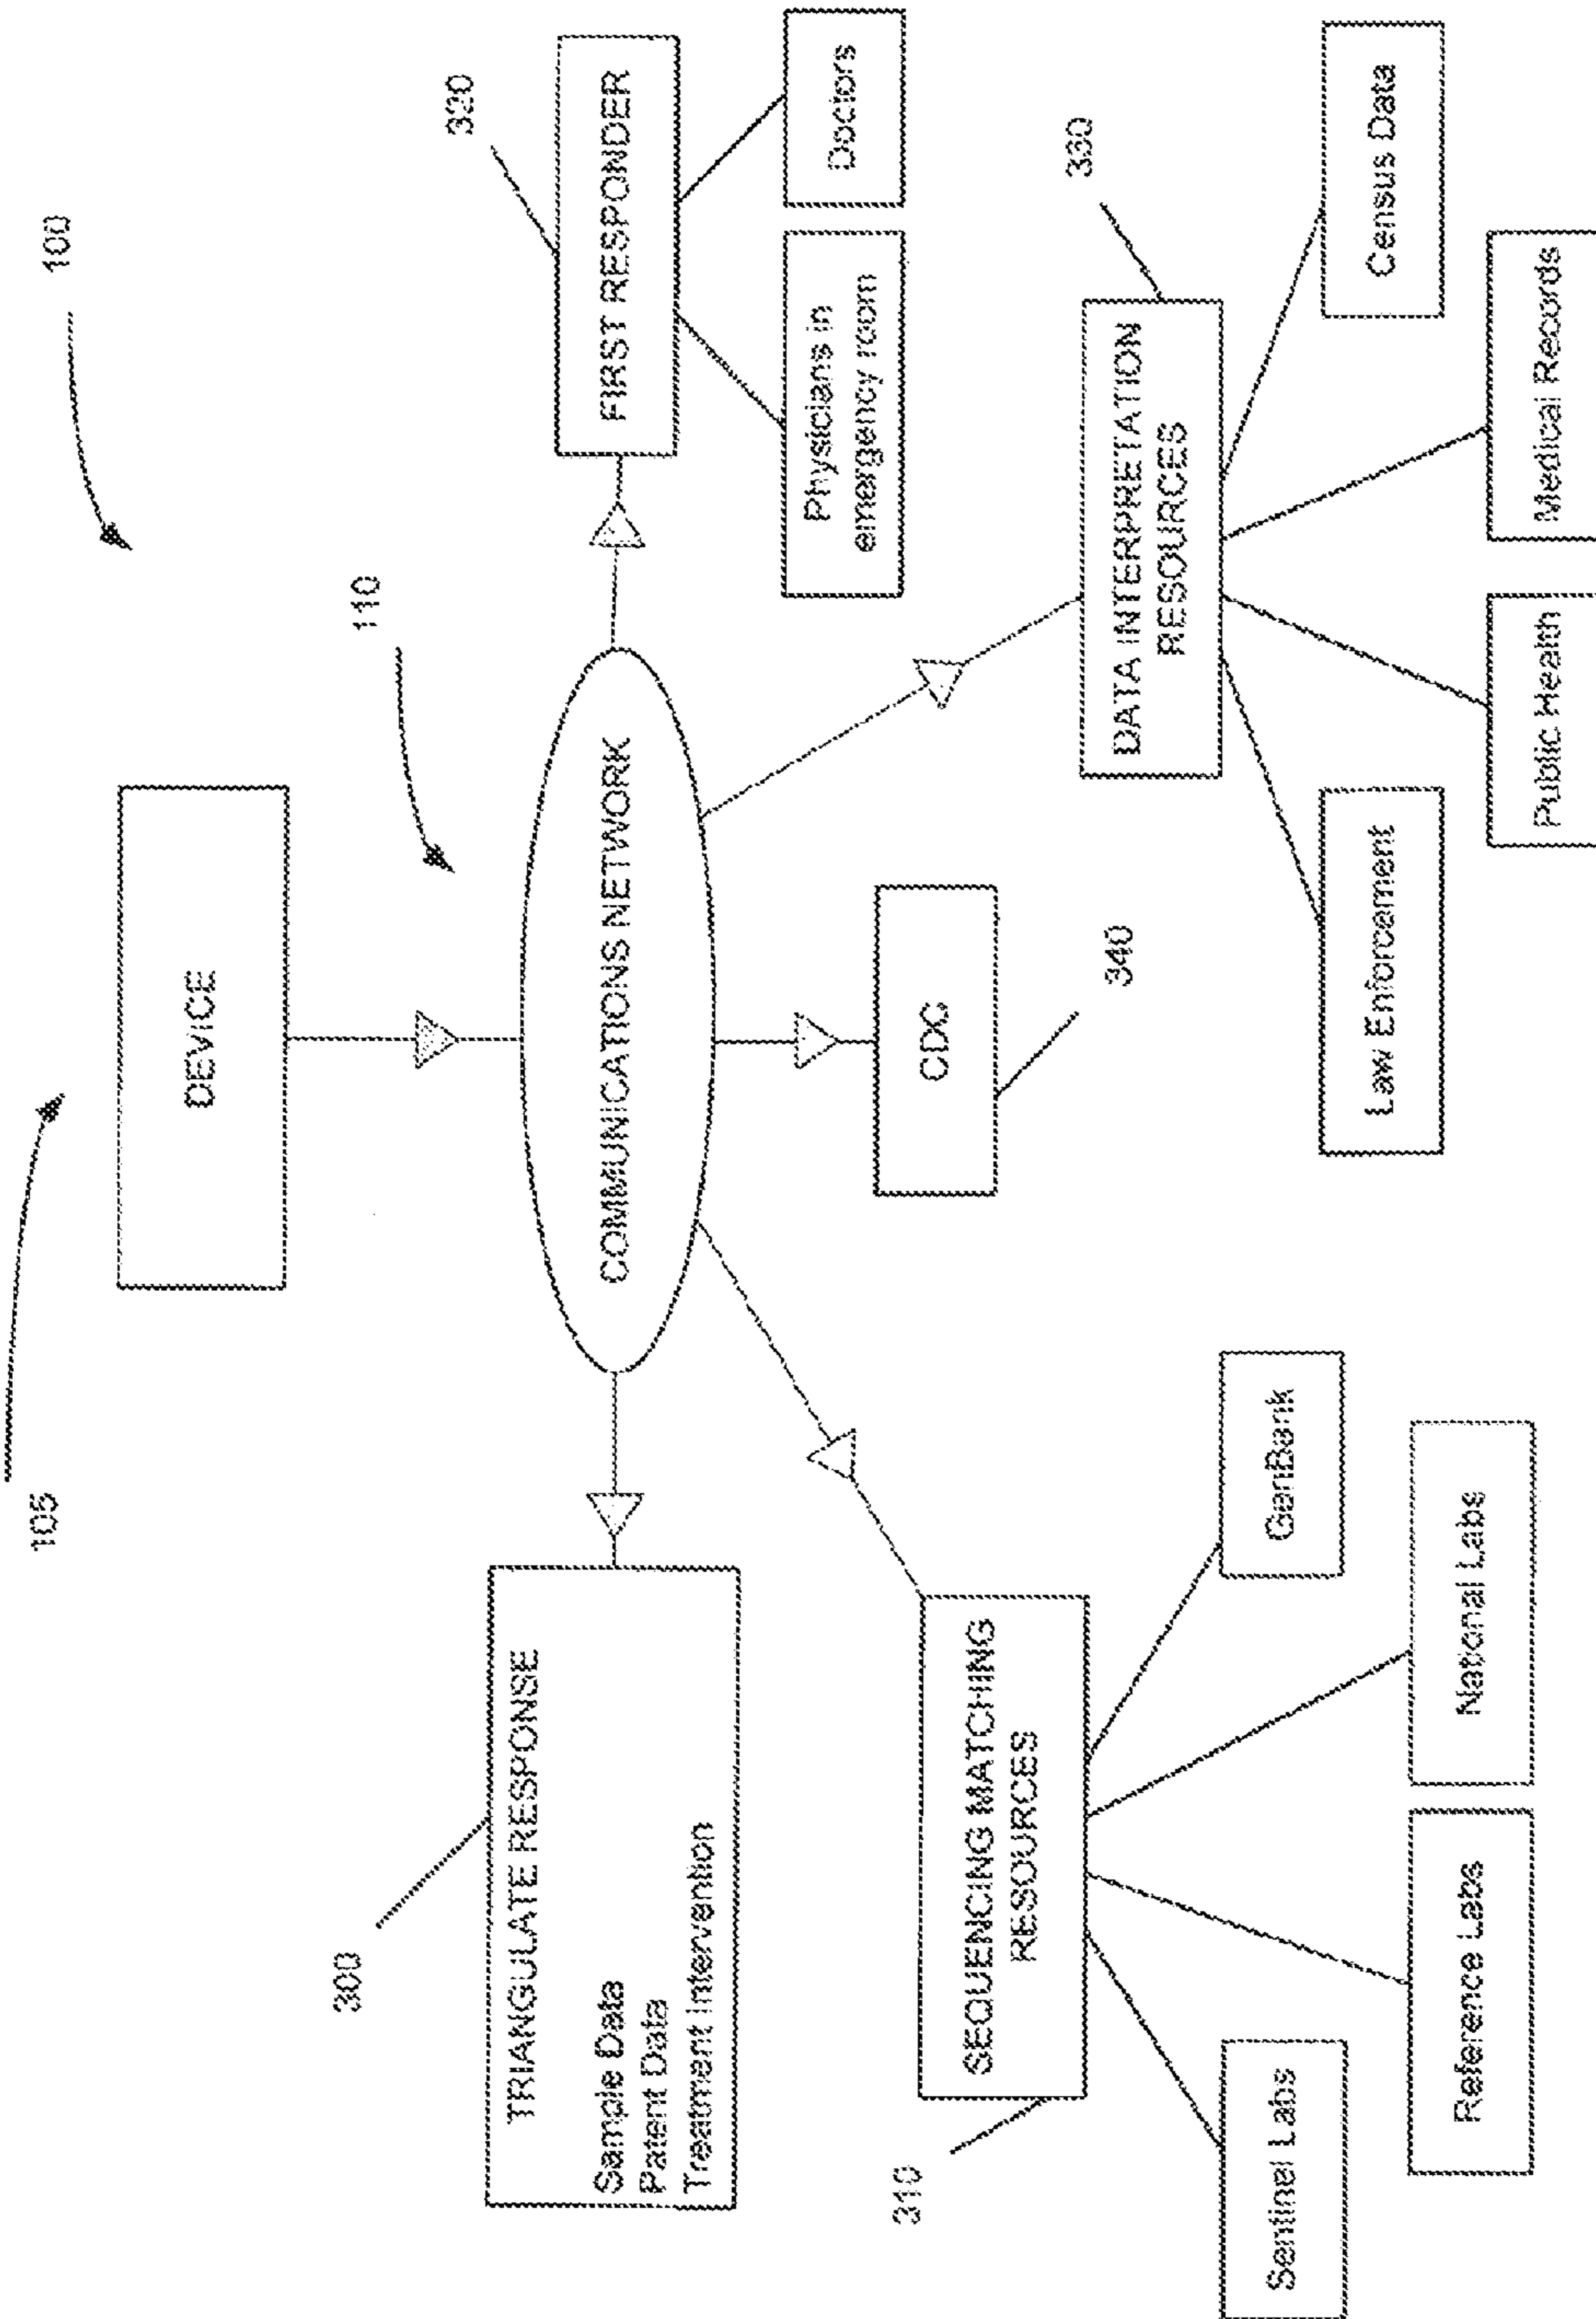 100
105
DEVICE
110
COMMUNICATIONS NETWORK
300
TRIANGULATE RESPONSE
Sample Data
Patent Data
Treatment Intervention
320
FIRST RESPONDER
Physicians in
emergency room
Doctors
310
SEQUENCING MATCHING
RESOURCES
Sentinel Labs
Reference Labs
National Labs
GenBank
CDC
340
330
DATA INTERPRETATION
RESOURCES
Law Enforcement
Public Health
Medical Records
Census Data